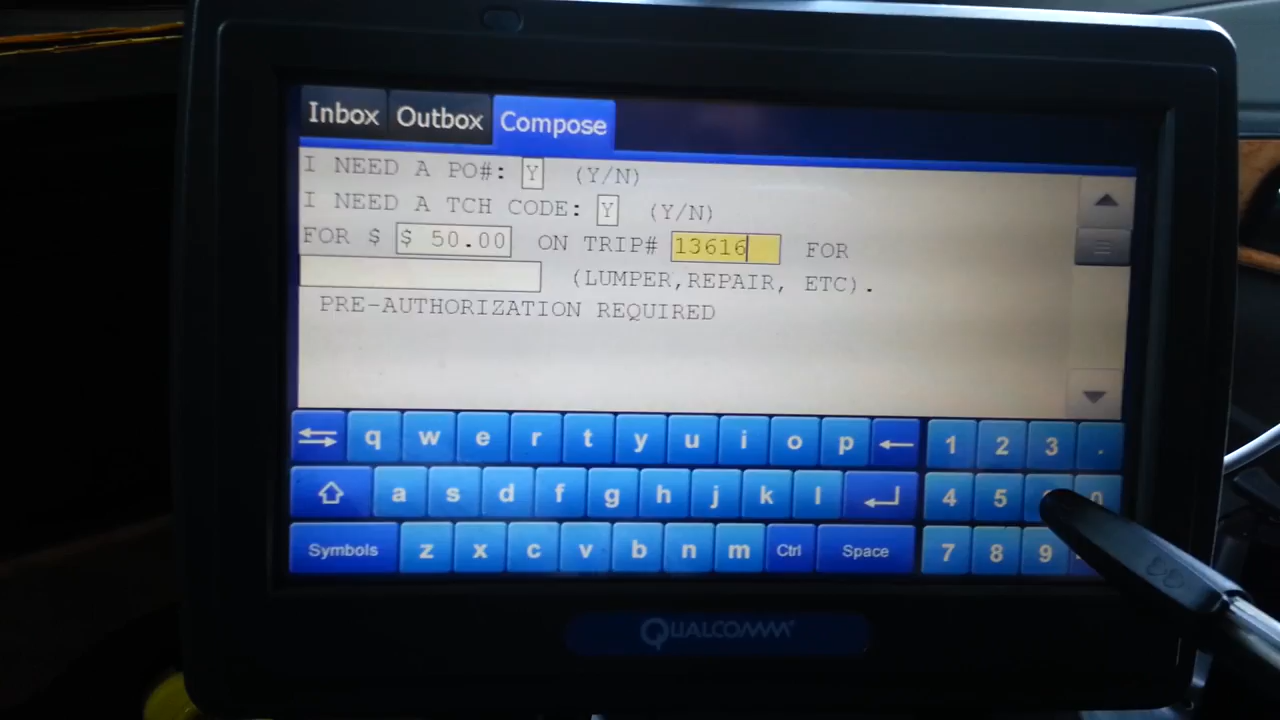 Inbox Outbox Compose
I NEED A PO#: Y (Y/N)
I NEED A TCH CODE: Y (Y/N)
FOR $ $ 50.00 ON TRIP# 13616 FOR
(LUMPER,REPAIR, ETC).
PRE-AUTHORIZATION REQUIRED
q w e r t y u i o p 1 2 3 .
a s d f g h j k l 4 5 0
Symbols z x c v b n m Ctrl Space 7 8 9
QUALCOMM